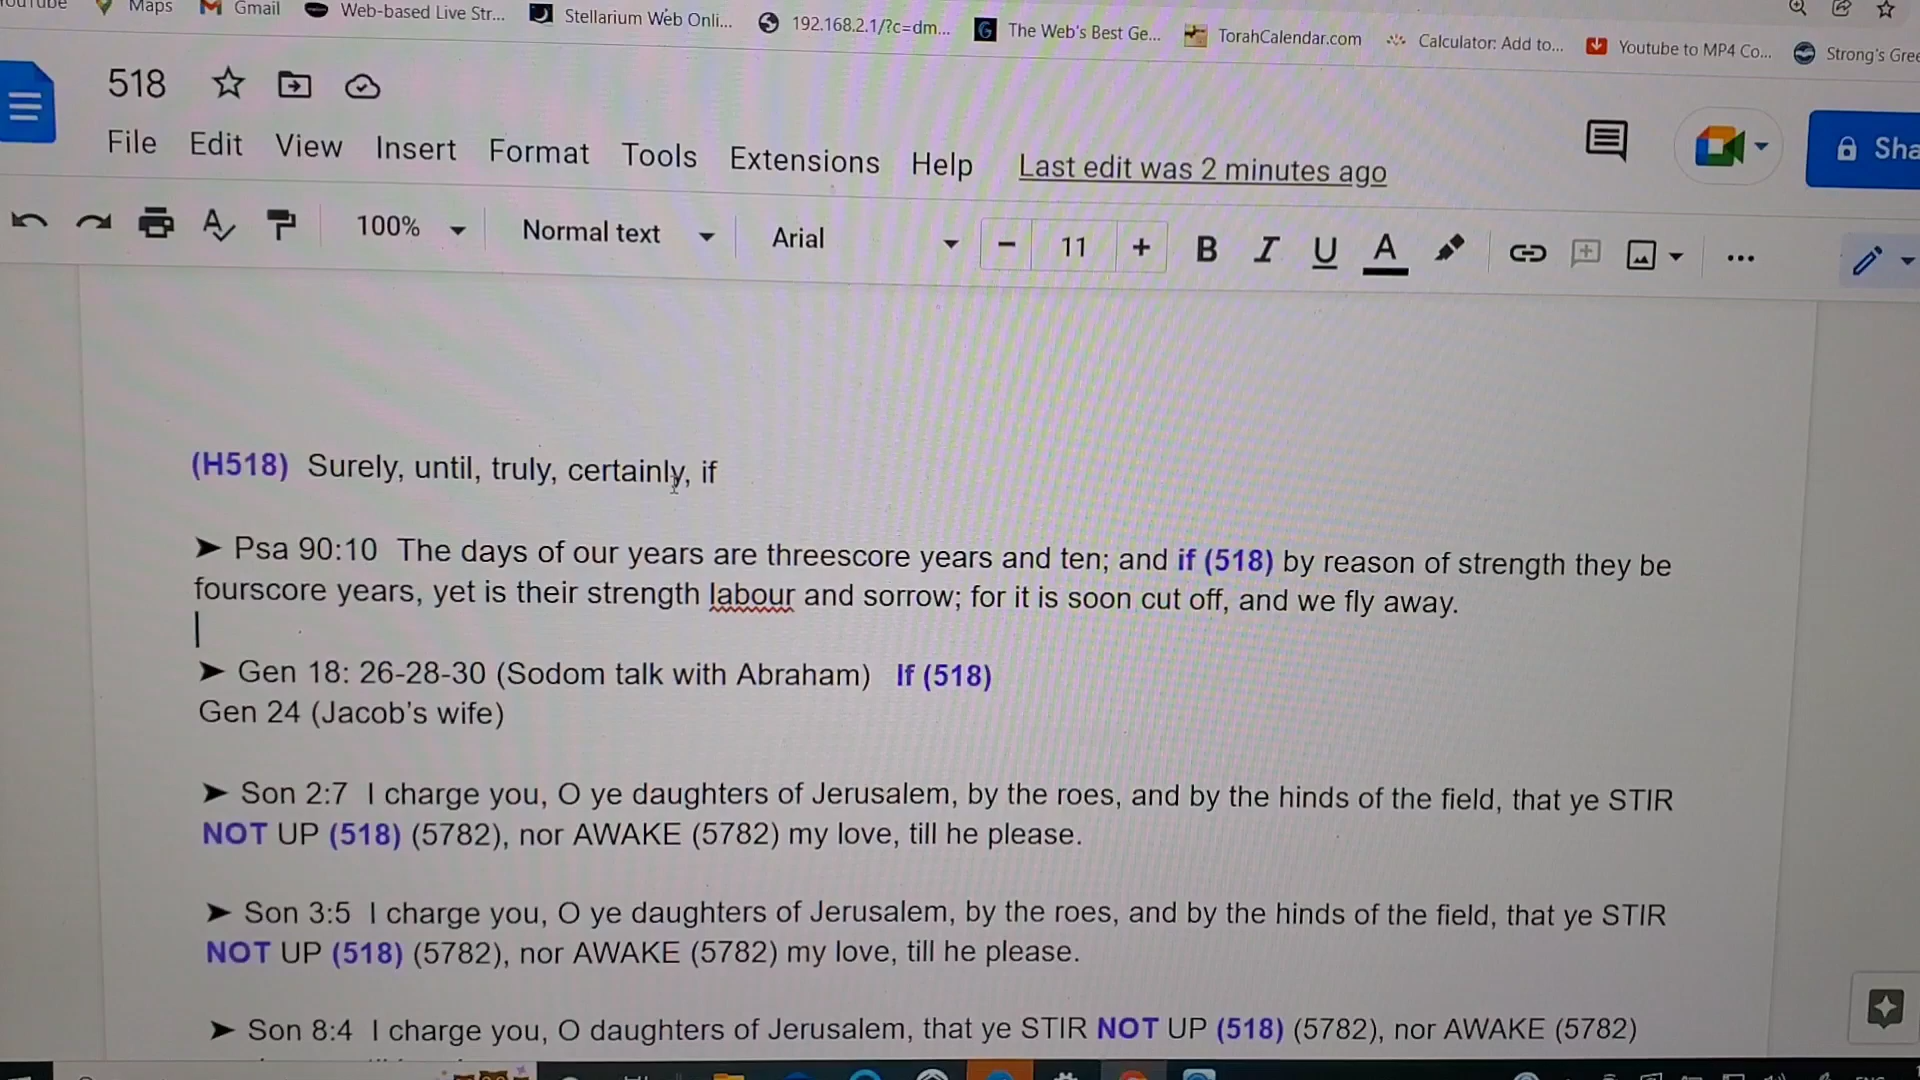 Maps Gmail Web-based Live Str... Stellarium Web Onli... 192.168.2.1/?c=dm... The Web's Best Ge... TorahCalendar.com Calculator: Add to... Youtube to MP4 Co... Strong's Gree
518
File Edit View Insert Format Tools Extensions Help Last edit was 2 minutes ago
Sha
100% Normal text Arial − 11 + B I U A
(H518) Surely, until, truly, certainly, if
➤ Psa 90:10 The days of our years are threescore years and ten; and if (518) by reason of strength they be
fourscore years, yet is their strength labour and sorrow; for it is soon cut off, and we fly away.
➤ Gen 18: 26-28-30 (Sodom talk with Abraham) If (518)
Gen 24 (Jacob's wife)
➤ Son 2:7 I charge you, O ye daughters of Jerusalem, by the roes, and by the hinds of the field, that ye STIR
NOT UP (518) (5782), nor AWAKE (5782) my love, till he please.
➤ Son 3:5 I charge you, O ye daughters of Jerusalem, by the roes, and by the hinds of the field, that ye STIR
NOT UP (518) (5782), nor AWAKE (5782) my love, till he please.
➤ Son 8:4 I charge you, O daughters of Jerusalem, that ye STIR NOT UP (518) (5782), nor AWAKE (5782)